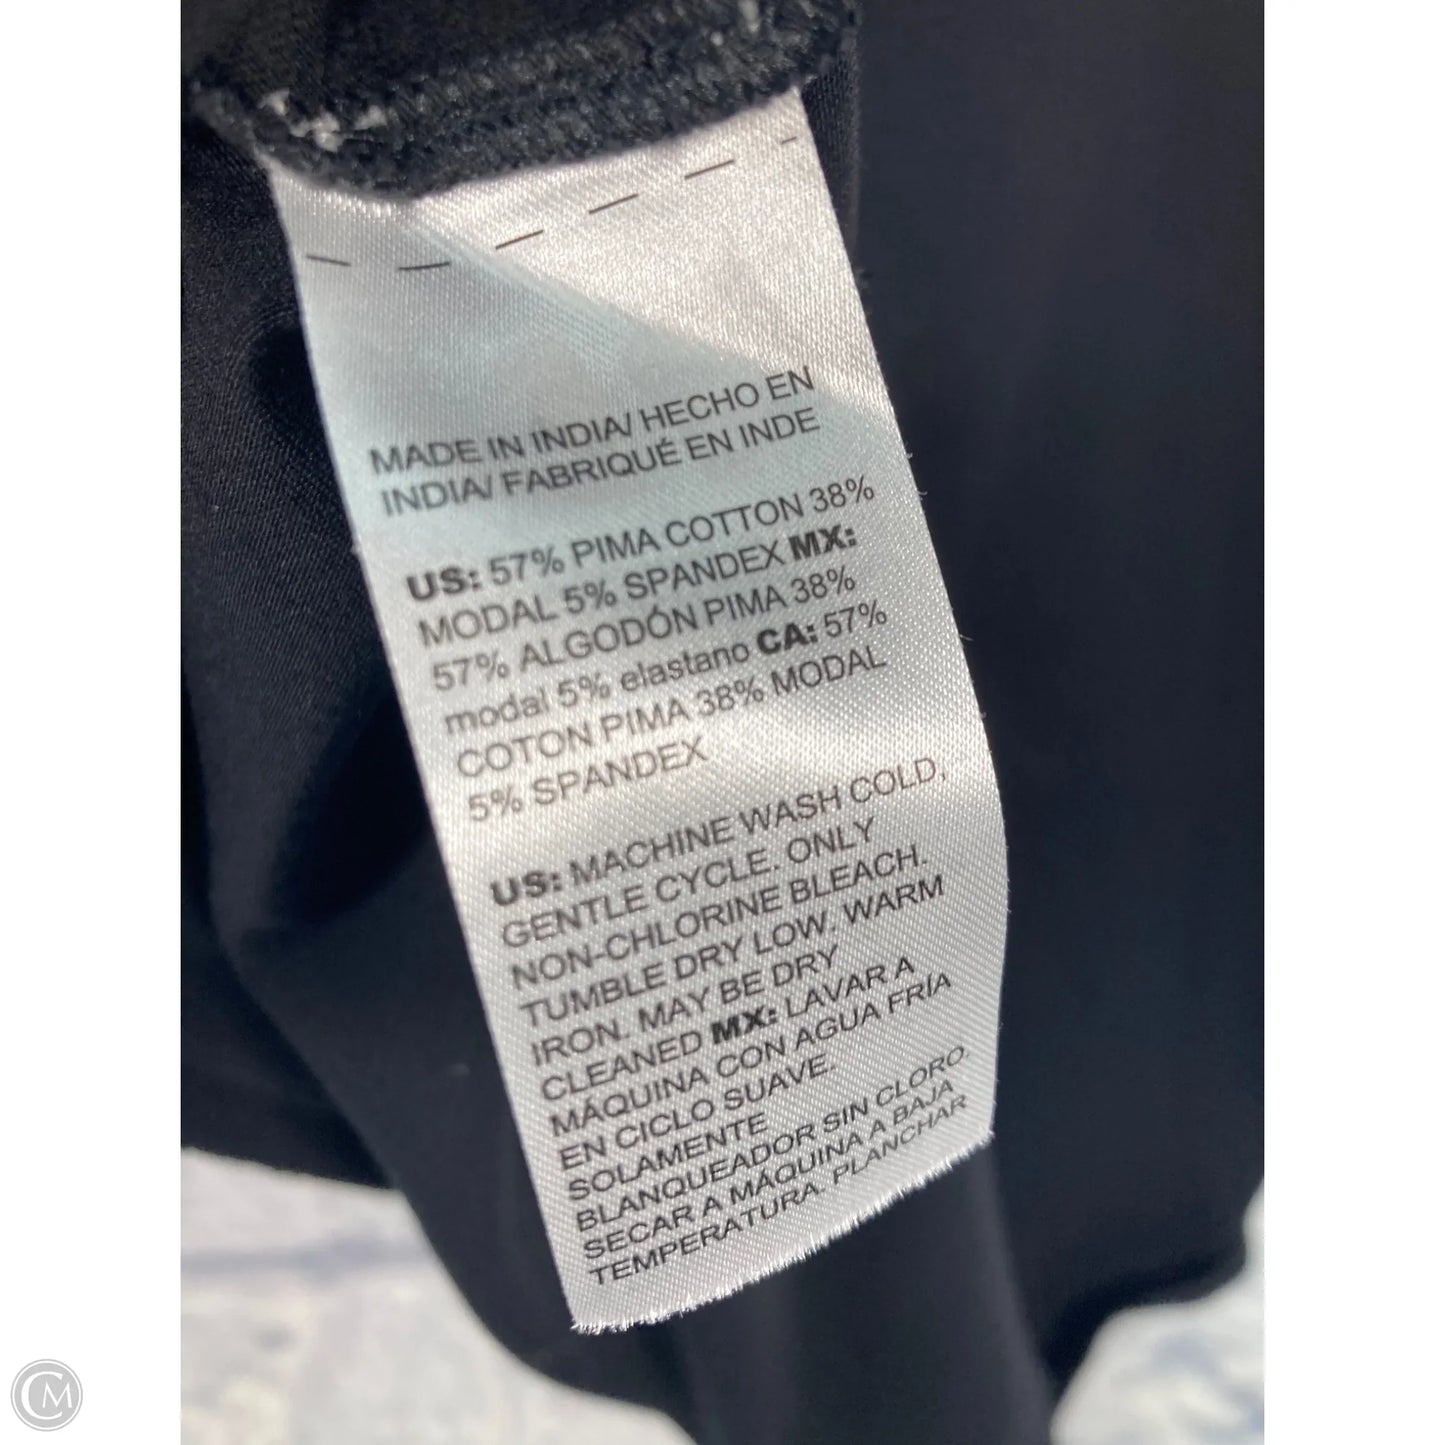 MADE IN INDIA/ HECHO EN
INDIA/ FABRIQUÉ EN INDE
US: 57% PIMA COTTON 38%
MODAL 5% SPANDEX MX:
57% ALGODÓN PIMA 38%
modal 5% elastano CA: 57%
COTON PIMA 38% MODAL
5% SPANDEX
US: MACHINE WASH COLD,
GENTLE CYCLE. ONLY
NON-CHLORINE BLEACH.
TUMBLE DRY LOW. WARM
IRON. MAY BE DRY
CLEANED MX: LAVAR A
MÁQUINA CON AGUA FRÍA
EN CICLO SUAVE.
SOLAMENTE
BLANQUEADOR SIN CLORO.
SECAR A MÁQUINA A BAJA
TEMPERATURA. PLANCHAR
CM